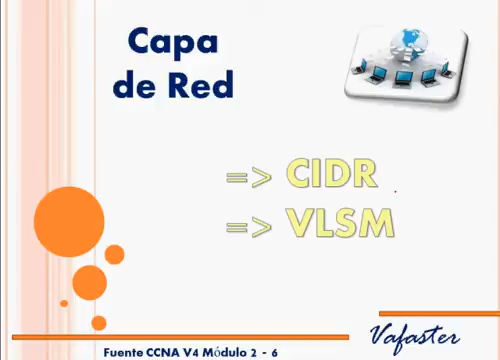 Capa
de Red
=> CIDR
=> VLSM
Vafaster
Fuente CCNA V4 Módulo 2 - 6